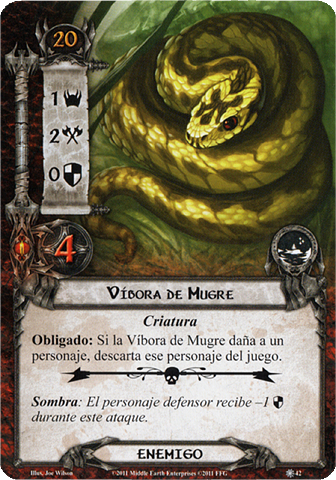 20
1
2
0
4
VÍBORA DE MUGRE
Criatura
Obligado: Si la Víbora de Mugre daña a un
personaje, descarta ese personaje del juego.
Sombra: El personaje defensor recibe –1
durante este ataque.
ENEMIGO
Illus. Joe Wilson ©2011 Middle Earth Enterprises ©2011 FFG 42